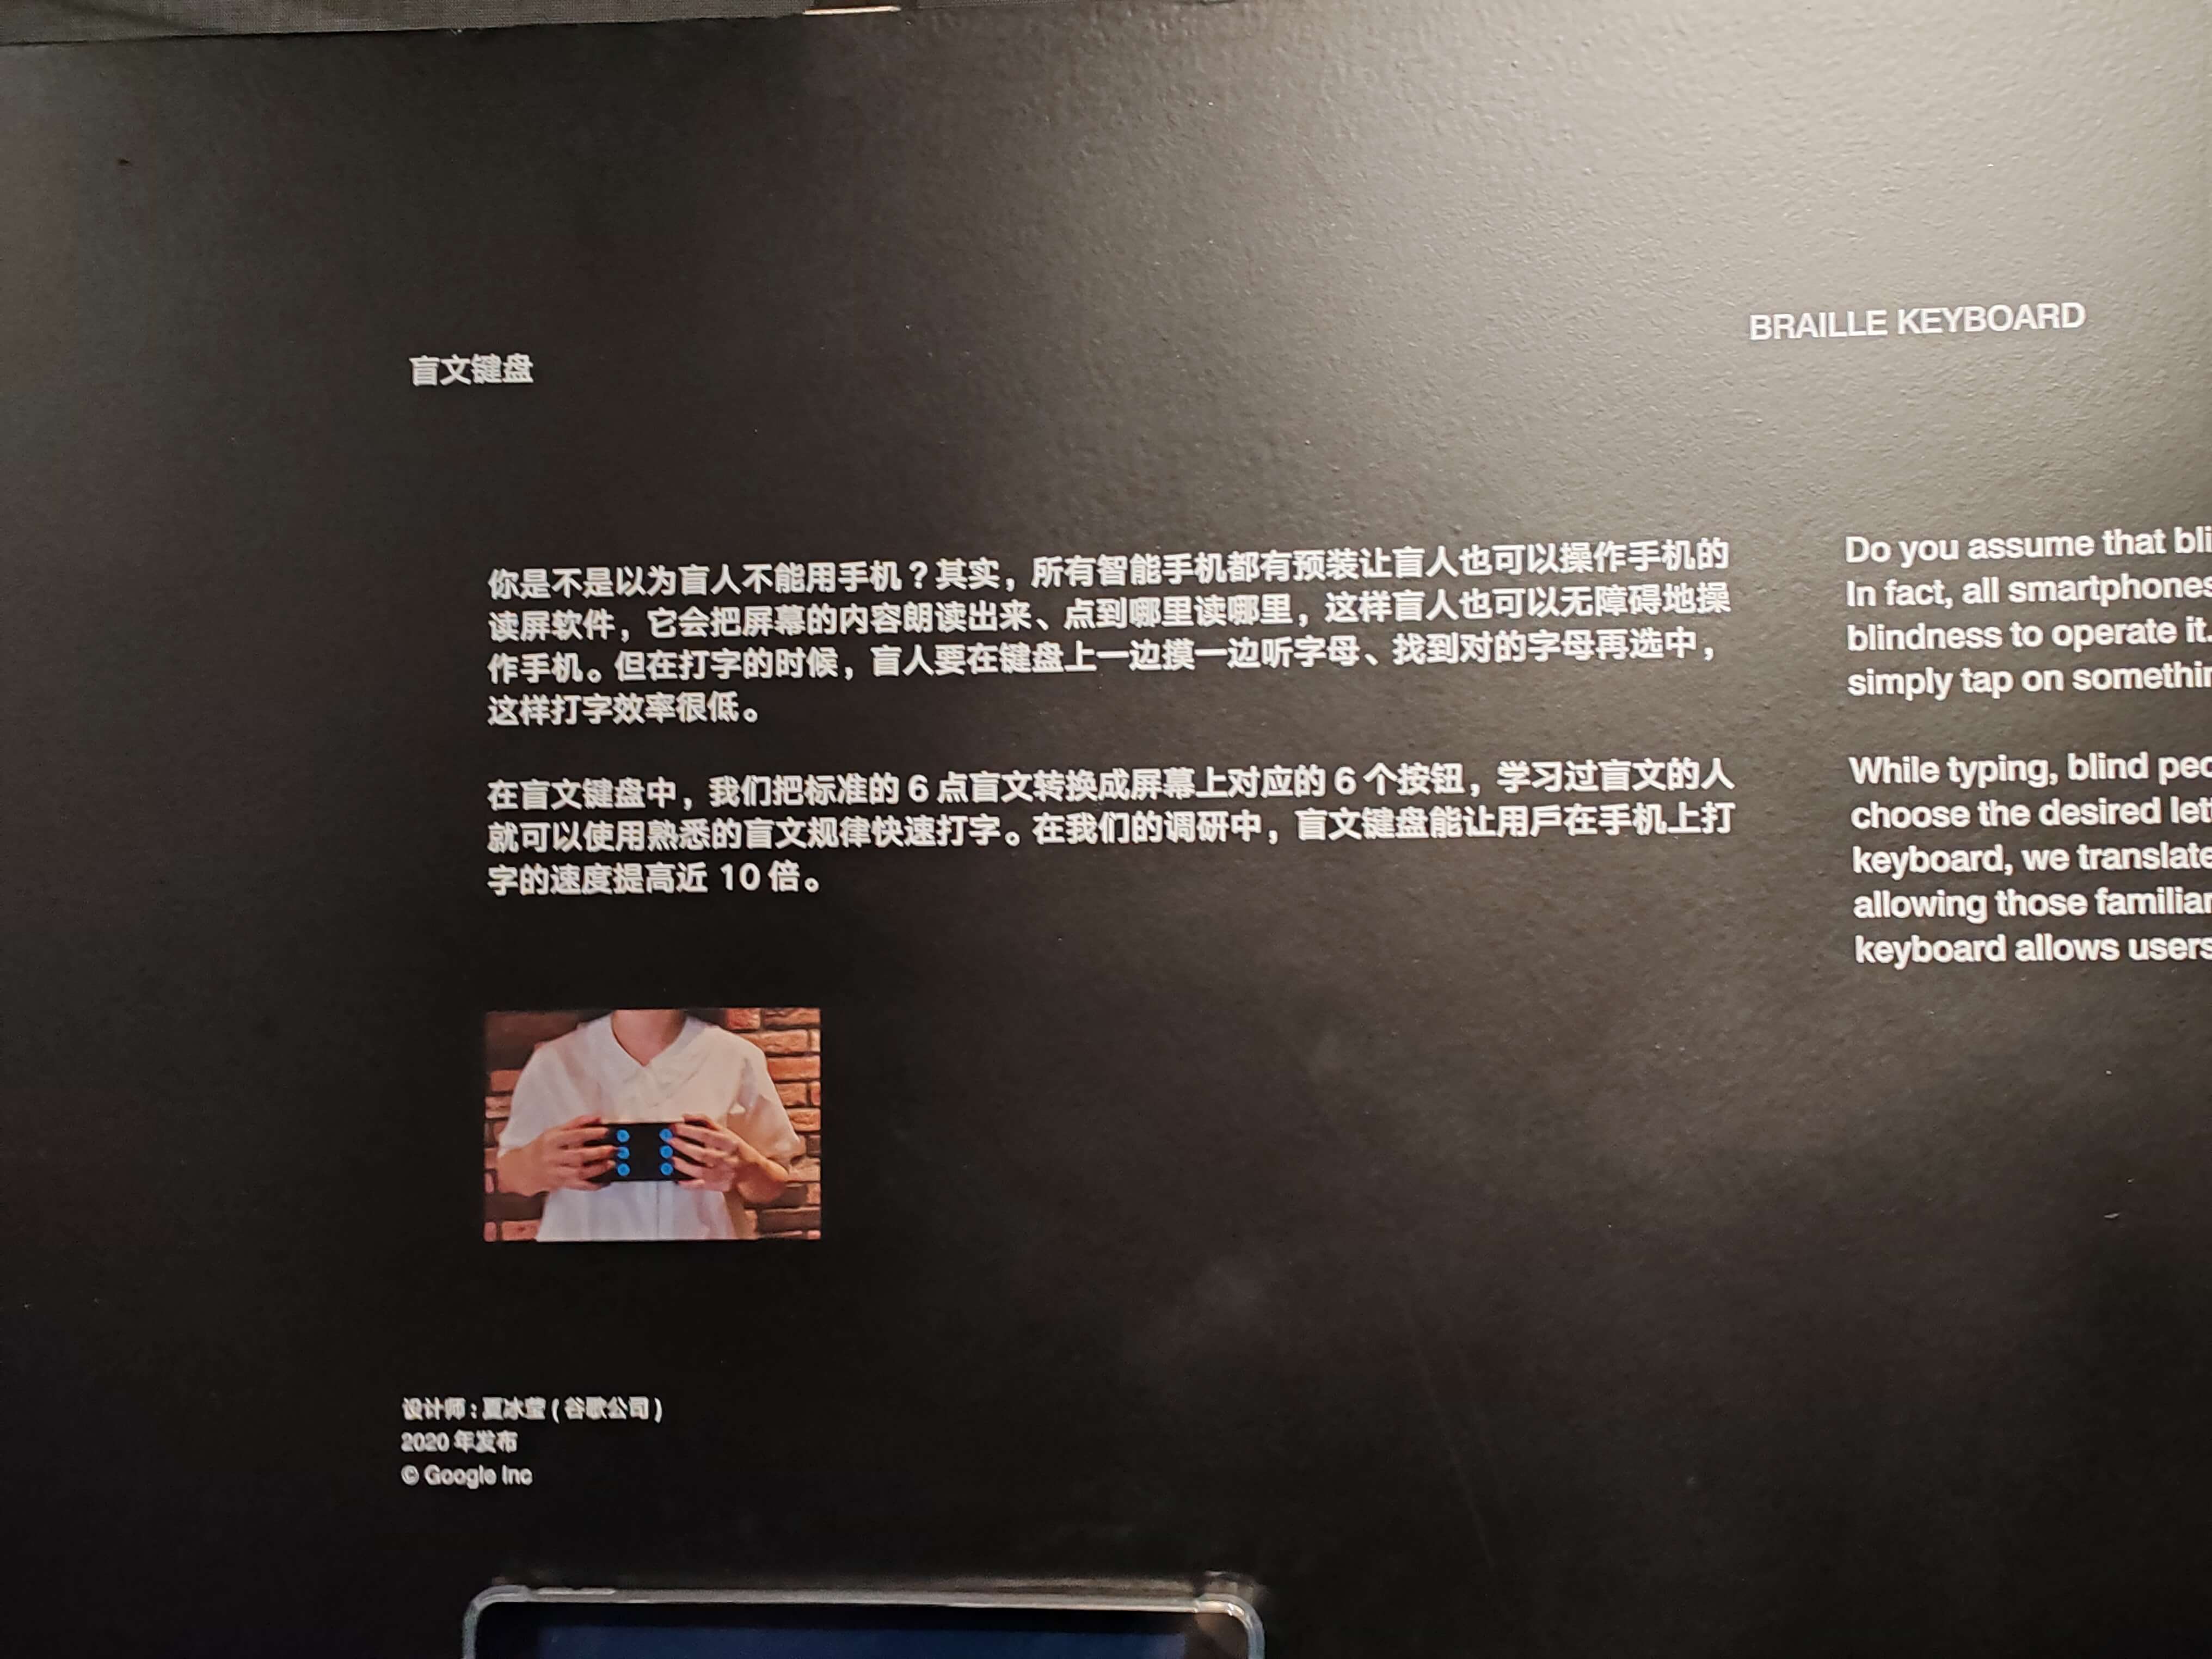 盲文键盘
你是不是以为盲人不能用手机？其实，所有智能手机都有预装让盲人也可以操作手机的
读屏软件，它会把屏幕的内容朗读出来、点到哪里读哪里，这样盲人也可以无障碍地操
作手机。但在打字的时候，盲人要在键盘上一边摸一边听字母、找到对的字母再选中，
这样打字效率很低。
在盲文键盘中，我们把标准的 6 点盲文转换成屏幕上对应的 6 个按钮，学习过盲文的人
就可以使用熟悉的盲文规律快速打字。在我们的调研中，盲文键盘能让用戶在手机上打
字的速度提高近 10 倍。
设计师 : 夏冰莹 ( 谷歌公司 )
2020 年发布
© Google Inc
BRAILLE KEYBOARD
Do you assume that bli
In fact, all smartphones
blindness to operate it.
simply tap on somethin
While typing, blind peo
choose the desired lett
keyboard, we translate
allowing those familiar
keyboard allows users